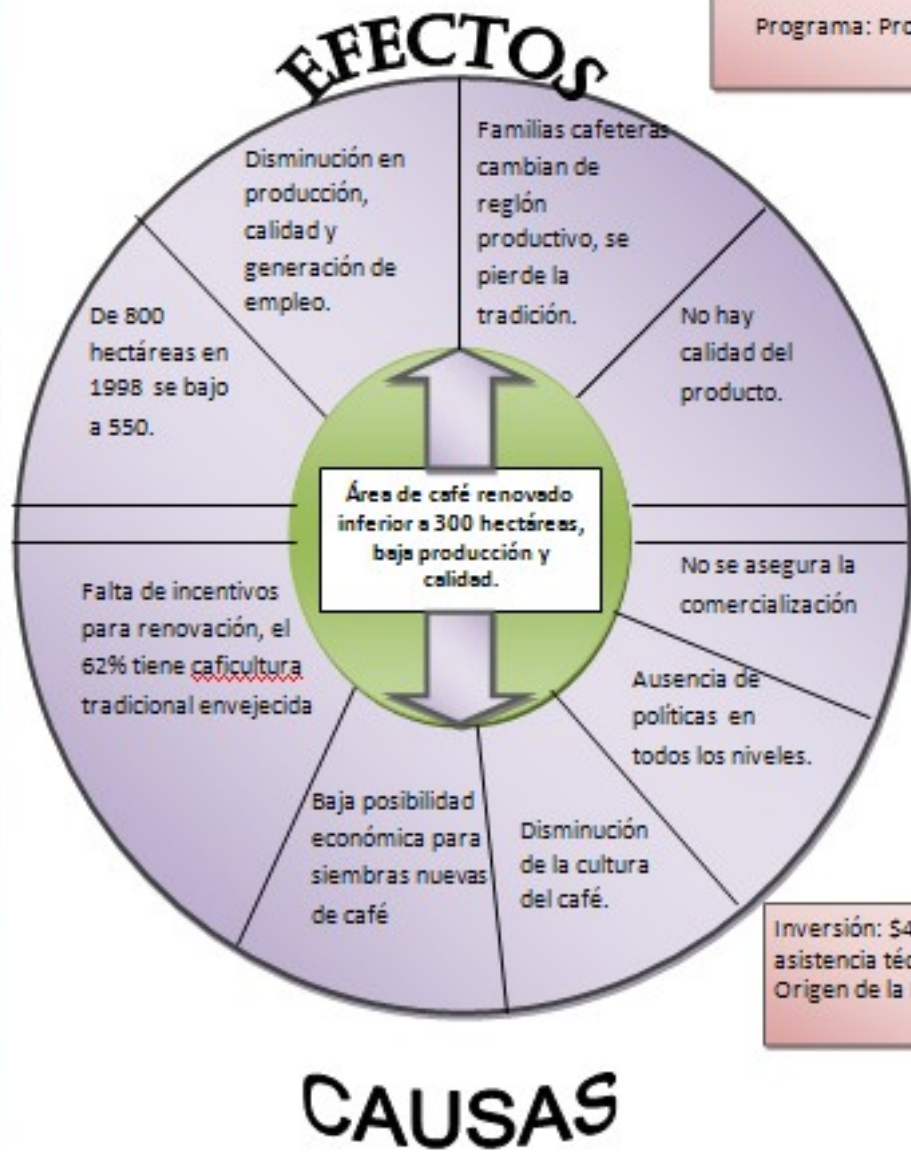 Programa: Pro
EFECTOS
Disminución en
producción,
calidad y
generación de
empleo.
Familias cafeteras
cambian de
reglón
productivo, se
pierde la
tradición.
De 800
hectáreas en
1998 se bajo
a 550.
No hay
calidad del
producto.
Área de café renovado
inferior a 300 hectáreas,
baja producción y
calidad.
Falta de incentivos
para renovación, el
62% tiene caficultura
tradicional envejecida
No se asegura la
comercialización
Ausencia de
políticas en
todos los niveles.
Baja posibilidad
económica para
siembras nuevas
de café
Disminución
de la cultura
del café.
Inversión: $4
asistencia téc
Origen de la
CAUSAS